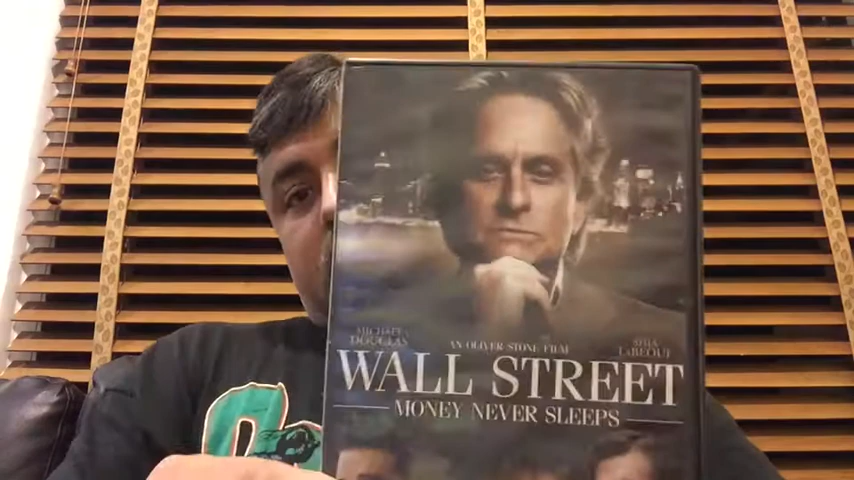 MICHAEL
DOUGLAS
AN OLIVER STONE FILM
SHIA
LABEOUF
WALL STREET
MONEY NEVER SLEEPS